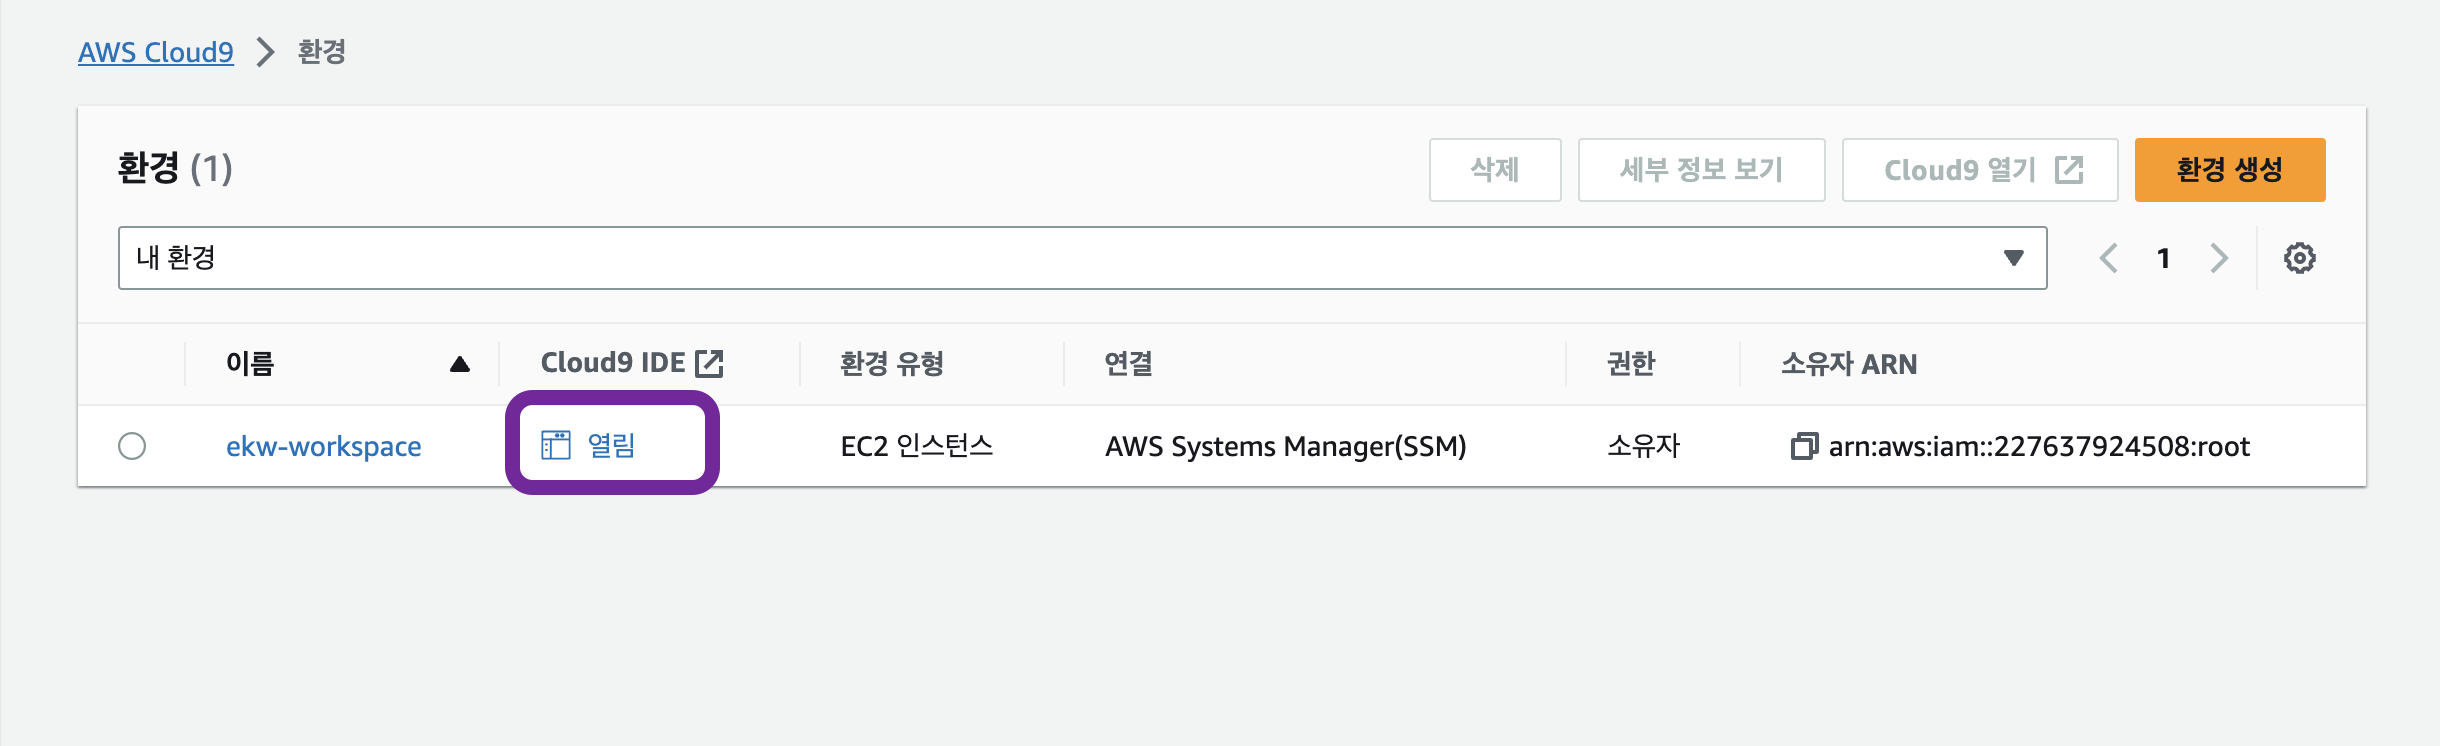 AWS Cloud9 > 환경
환경 (1)
삭제 세부 정보 보기 Cloud9 열기 환경 생성
내 환경 1
이름 Cloud9 IDE 환경 유형 연결 권한 소유자 ARN
ekw-workspace 열림 EC2 인스턴스 AWS Systems Manager(SSM) 소유자 arn:aws:iam::227637924508:root